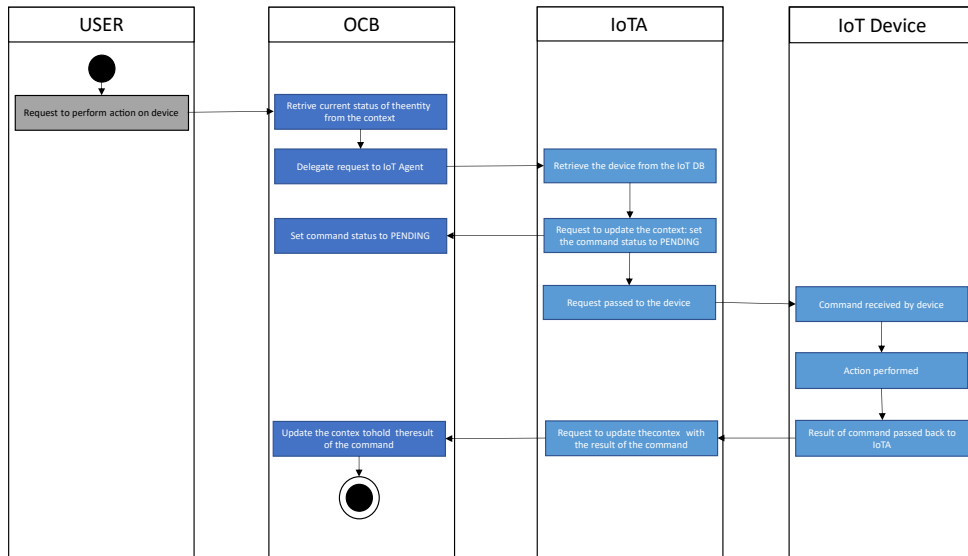 USER
OCB
IoTA
IoT Device
Request to perform action on device
Retrive current status of theentity
from the context
Delegate request to IoT Agent
Retrieve the device from the IoT DB
Set command status to PENDING
Request to update the context: set
the command status to PENDING
Request passed to the device
Command received by device
Action performed
Update the contex tohold theresult
of the command
Request to update thecontex with
the result of the command
Result of command passed back to
IoTA